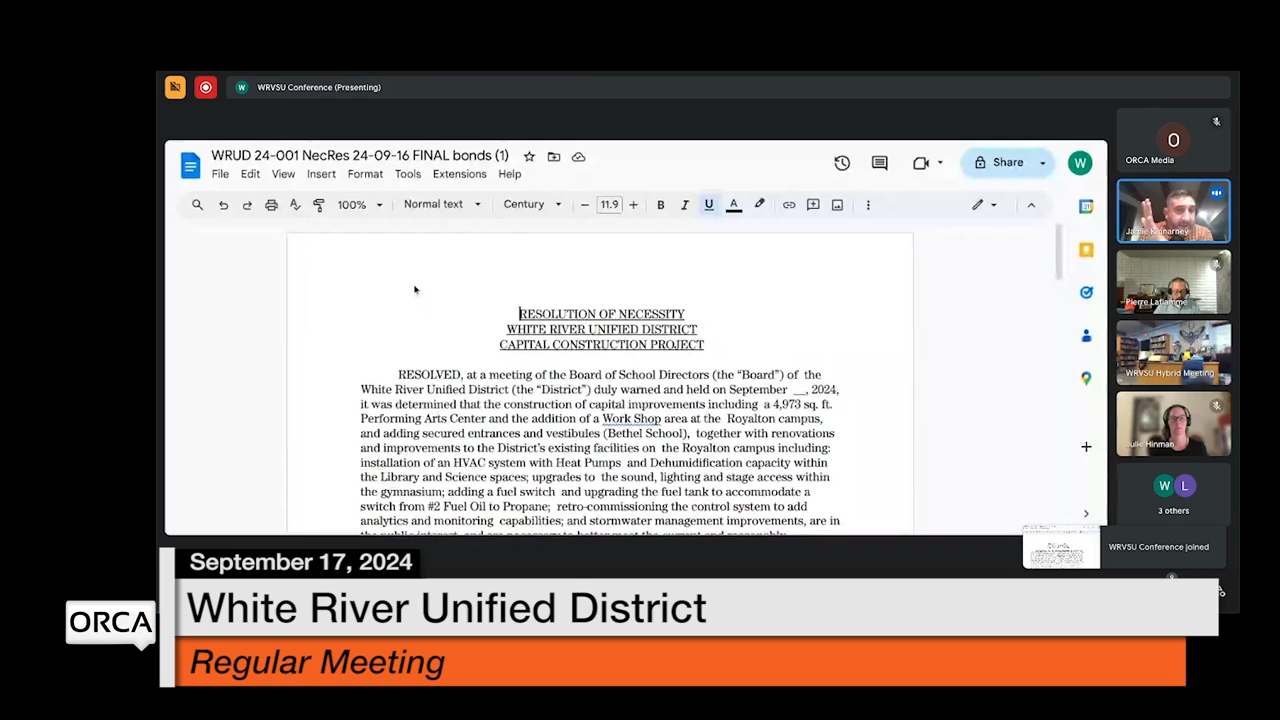 WRVSU Conference (Presenting)
W
WRUD 24-001 NecRes 24-09-16 FINAL bonds (1)
File Edit View Insert Format Tools Extensions Help
Share
W
100%
Normal text
Century
11.9
B I U A
RESOLUTION OF NECESSITY
WHITE RIVER UNIFIED DISTRICT
CAPITAL CONSTRUCTION PROJECT
RESOLVED, at a meeting of the Board of School Directors (the “Board”) of the
White River Unified District (the “District”) duly warned and held on September __, 2024,
it was determined that the construction of capital improvements including a 4,973 sq. ft.
Performing Arts Center and the addition of a Work Shop area at the Royalton campus,
and adding secured entrances and vestibules (Bethel School), together with renovations
and improvements to the District’s existing facilities on the Royalton campus including:
installation of an HVAC system with Heat Pumps and Dehumidification capacity within
the Library and Science spaces; upgrades to the sound, lighting and stage access within
the gymnasium; adding a fuel switch and upgrading the fuel tank to accommodate a
switch from #2 Fuel Oil to Propane; retro-commissioning the control system to add
analytics and monitoring capabilities; and stormwater management improvements, are in
O
ORCA Media
Jamie Kinnarney
Pierre Laflamme
WRVSU Hybrid Meeting
Julie Hinman
W L
3 others
WRVSU Conference joined
September 17, 2024
ORCA
White River Unified District
Regular Meeting